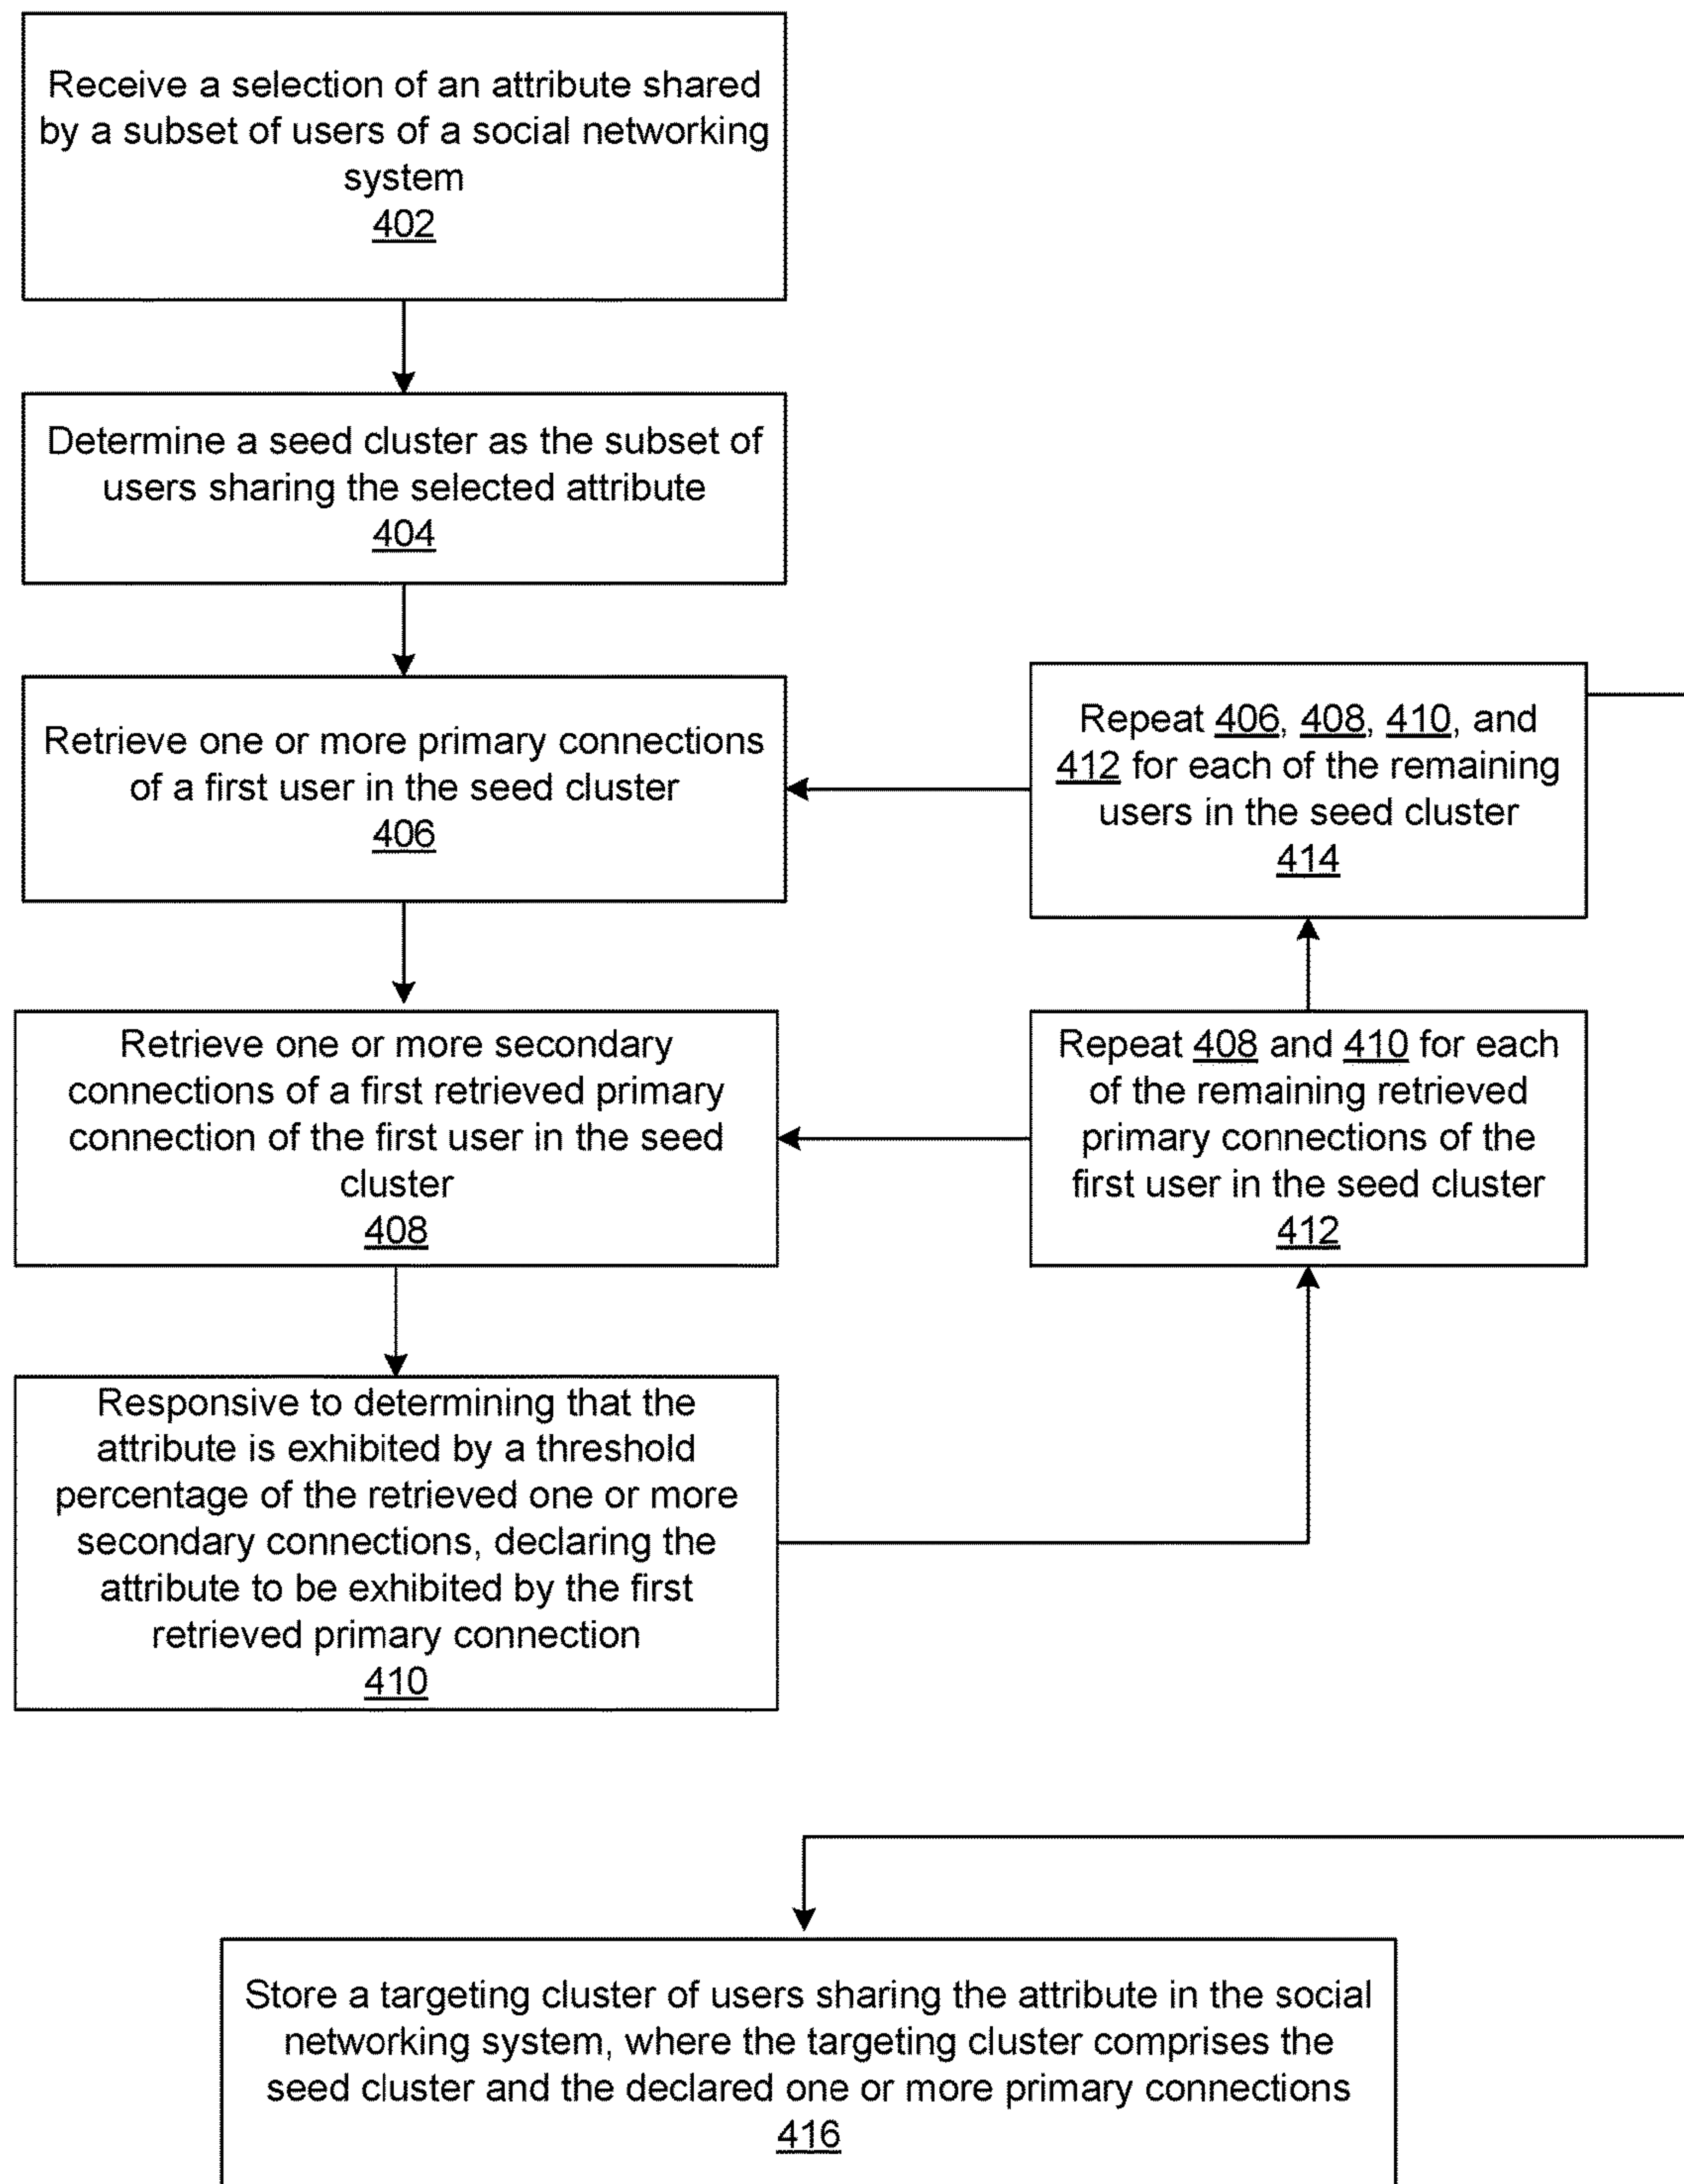 Receive a selection of an attribute shared
by a subset of users of a social networking
system
402
Determine a seed cluster as the subset of
users sharing the selected attribute
404
Retrieve one or more primary connections
of a first user in the seed cluster
406
Repeat 406, 408, 410, and
412 for each of the remaining
users in the seed cluster
414
Retrieve one or more secondary
connections of a first retrieved primary
connection of the first user in the seed
cluster
408
Repeat 408 and 410 for each
of the remaining retrieved
primary connections of the
first user in the seed cluster
412
Responsive to determining that the
attribute is exhibited by a threshold
percentage of the retrieved one or more
secondary connections, declaring the
attribute to be exhibited by the first
retrieved primary connection
410
Store a targeting cluster of users sharing the attribute in the social
networking system, where the targeting cluster comprises the
seed cluster and the declared one or more primary connections
416